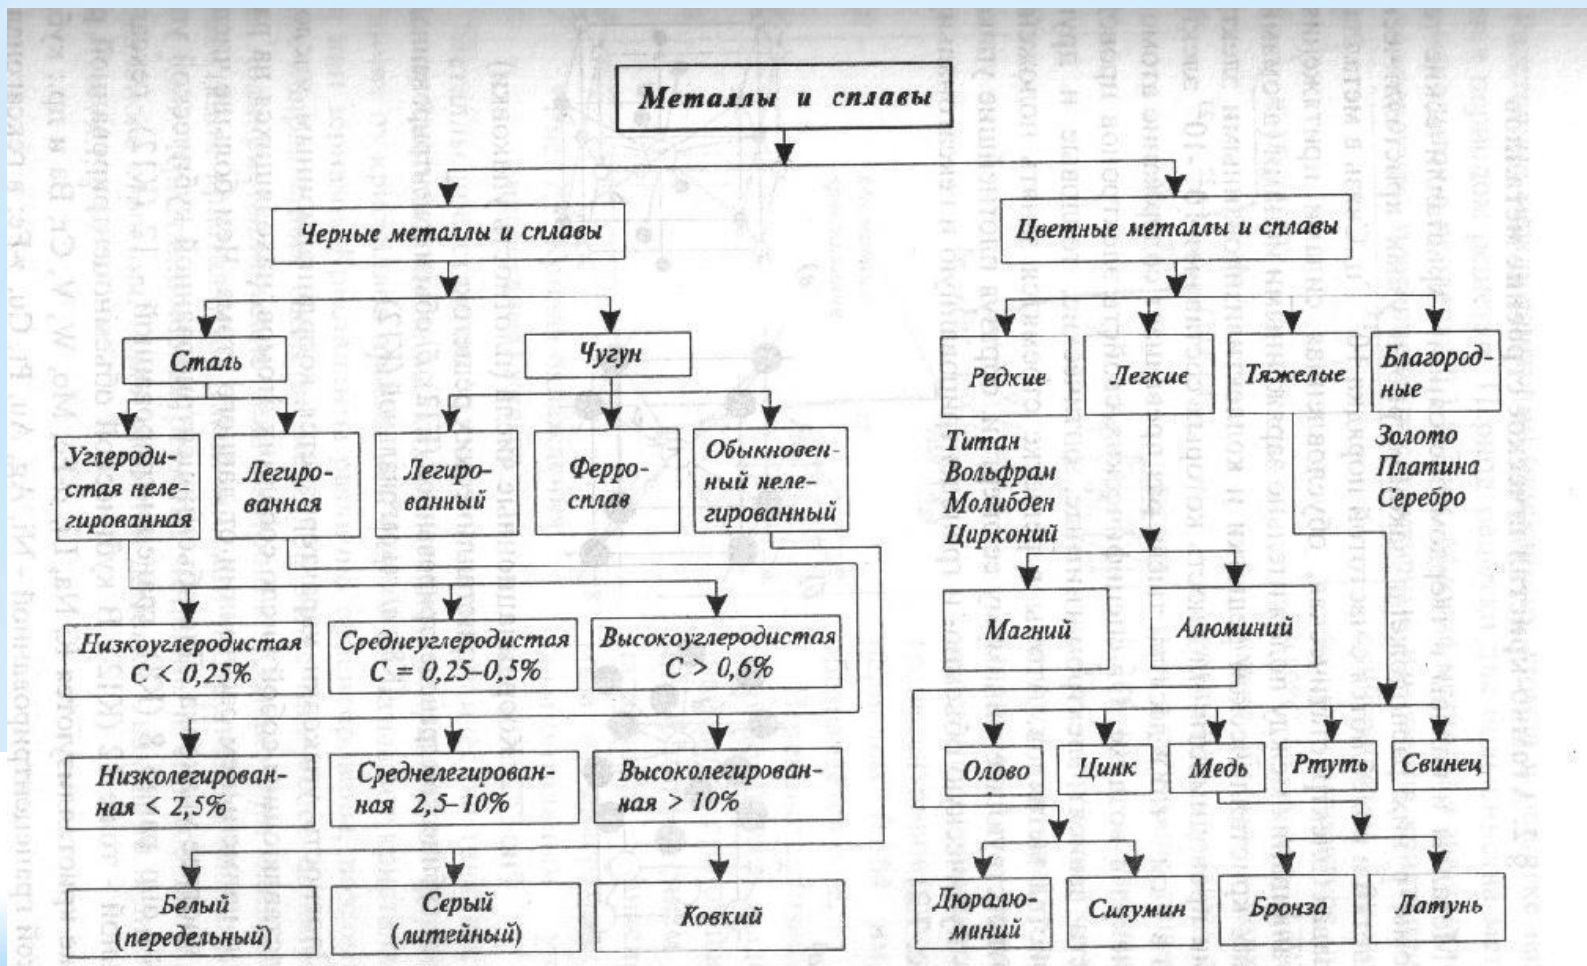 Металлы и сплавы
Черные металлы и сплавы
Цветные металлы и сплавы
Сталь
Чугун
Редкие
Легкие
Тяжелые
Благород-
ные
Титан
Вольфрам
Молибден
Цирконий
Золото
Платина
Серебро
Углероди-
стая неле-
гированная
Легиро-
ванная
Легиро-
ванный
Ферро-
сплав
Обыкновен-
ный неле-
гированный
Магний
Алюминий
Низкоуглеродистая
С < 0,25%
Среднеуглеродистая
С = 0,25–0,5%
Высокоуглеродистая
С > 0,6%
Олово
Цинк
Медь
Ртуть
Свинец
Низколегирован-
ная < 2,5%
Среднелегирован-
ная 2,5–10%
Высоколегирован-
ная > 10%
Белый
(передельный)
Серый
(литейный)
Ковкий
Дюралю-
миний
Силумин
Бронза
Латунь